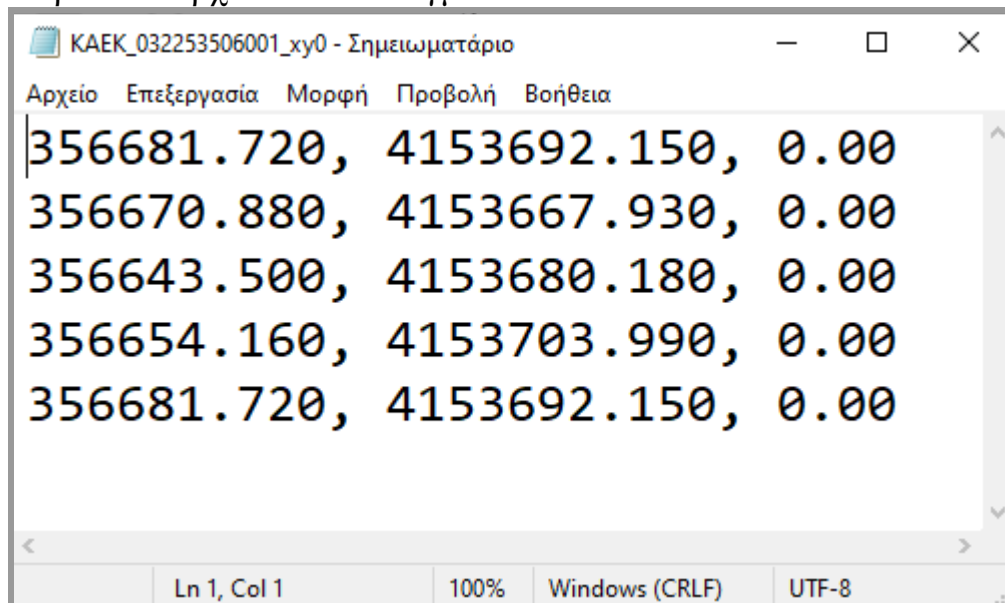 KAEK_032253506001_xy0 - Σημειωματάριο
Αρχείο Επεξεργασία Μορφή Προβολή Βοήθεια
356681.720, 4153692.150, 0.00
356670.880, 4153667.930, 0.00
356643.500, 4153680.180, 0.00
356654.160, 4153703.990, 0.00
356681.720, 4153692.150, 0.00
Ln 1, Col 1 100% Windows (CRLF) UTF-8